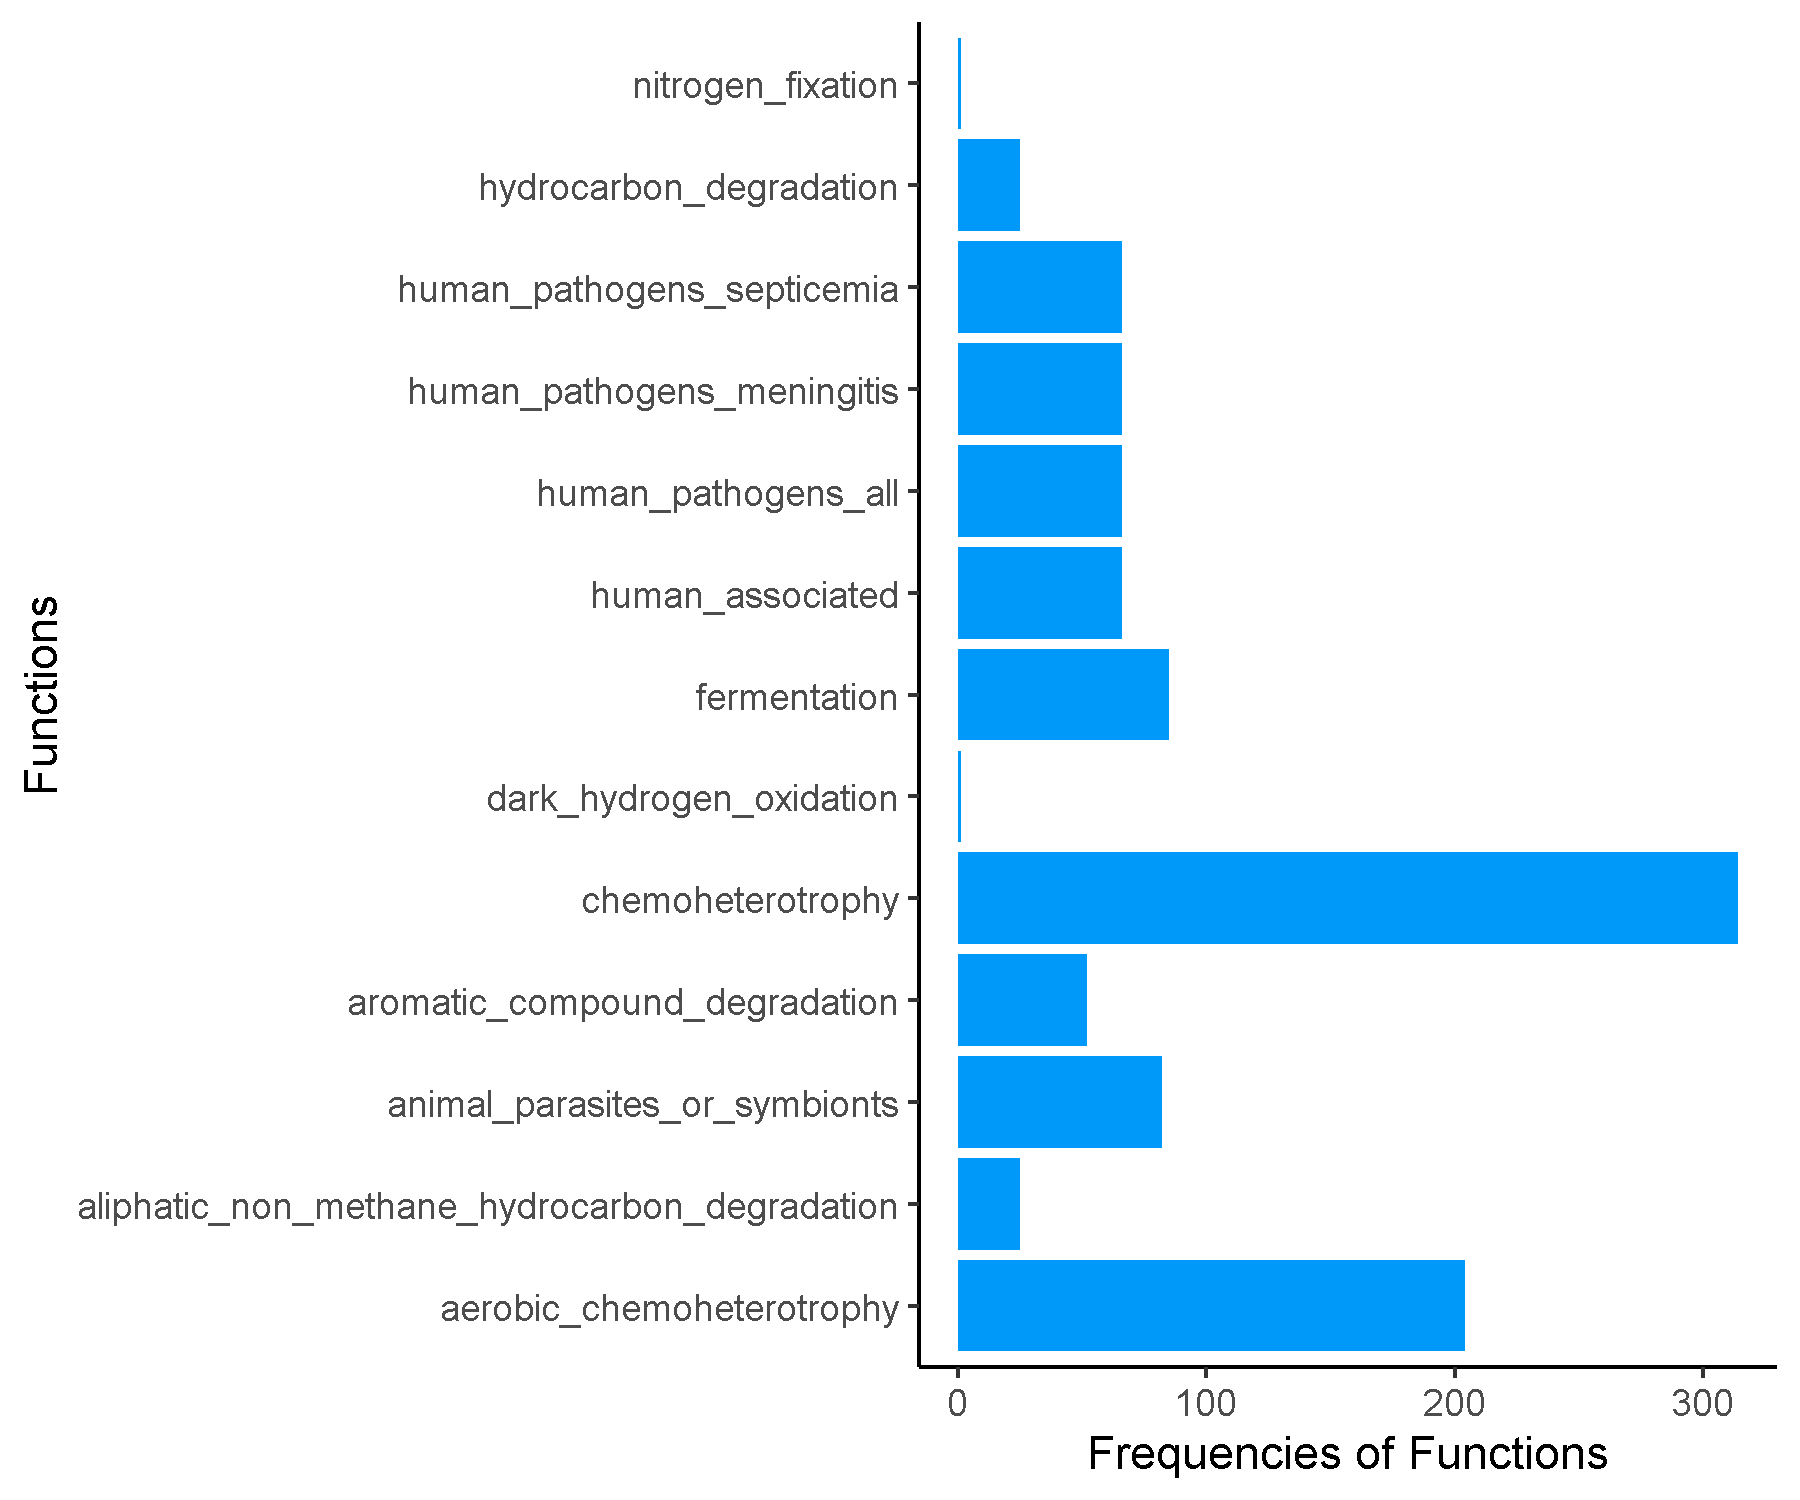 nitrogen_fixation
hydrocarbon_degradation
human_pathogens_septicemia
human_pathogens_meningitis
human_pathogens_all
human_associated
fermentation
dark_hydrogen_oxidation
chemoheterotrophy
aromatic_compound_degradation
animal_parasites_or_symbionts
aliphatic_non_methane_hydrocarbon_degradation
aerobic_chemoheterotrophy
Functions
0 100 200 300
Frequencies of Functions